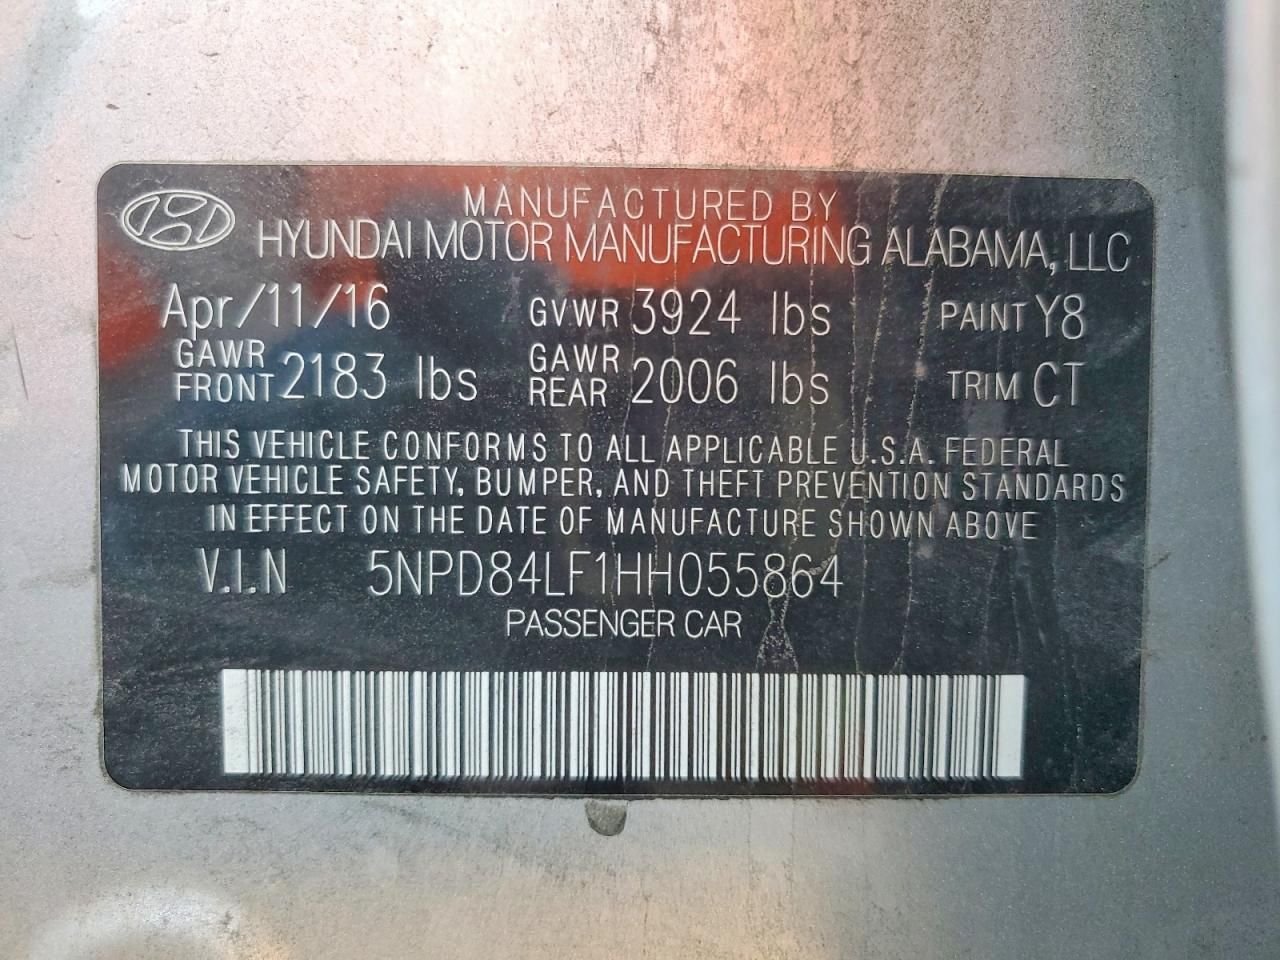 MANUFACTURED BY
HYUNDAI MOTOR MANUFACTURING ALABAMA, LLC
Apr/11/16 GVWR 3924 lbs PAINT Y8
GAWR FRONT 2183 lbs GAWR REAR 2006 lbs TRIM CT
THIS VEHICLE CONFORMS TO ALL APPLICABLE U.S.A. FEDERAL
MOTOR VEHICLE SAFETY, BUMPER, AND THEFT PREVENTION STANDARDS
IN EFFECT ON THE DATE OF MANUFACTURE SHOWN ABOVE
V.I.N 5NPD84LF1HH055864
PASSENGER CAR